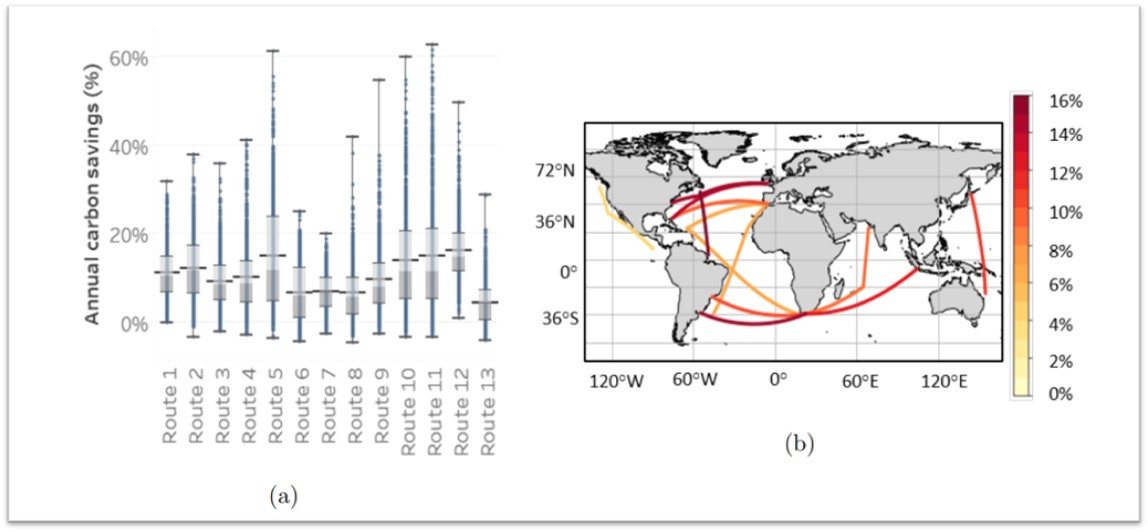 Annual carbon savings (%)
60%
40%
20%
0%
Route 1
Route 2
Route 3
Route 4
Route 5
Route 6
Route 7
Route 8
Route 9
Route 10
Route 11
Route 12
Route 13
(a)
72°N
36°N
0°
36°S
120°W
60°W
0°
60°E
120°E
16%
14%
12%
10%
8%
6%
4%
2%
0%
(b)